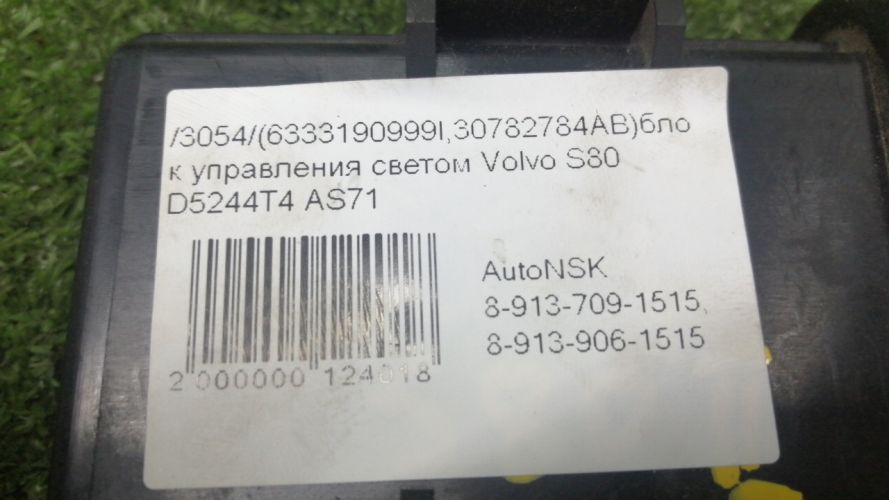 /3054/(6333190999I,30782784AB)бло
к управления светом Volvo S80
D5244T4 AS71
AutoNSK
8-913-709-1515,
8-913-906-1515
2 000000 124018